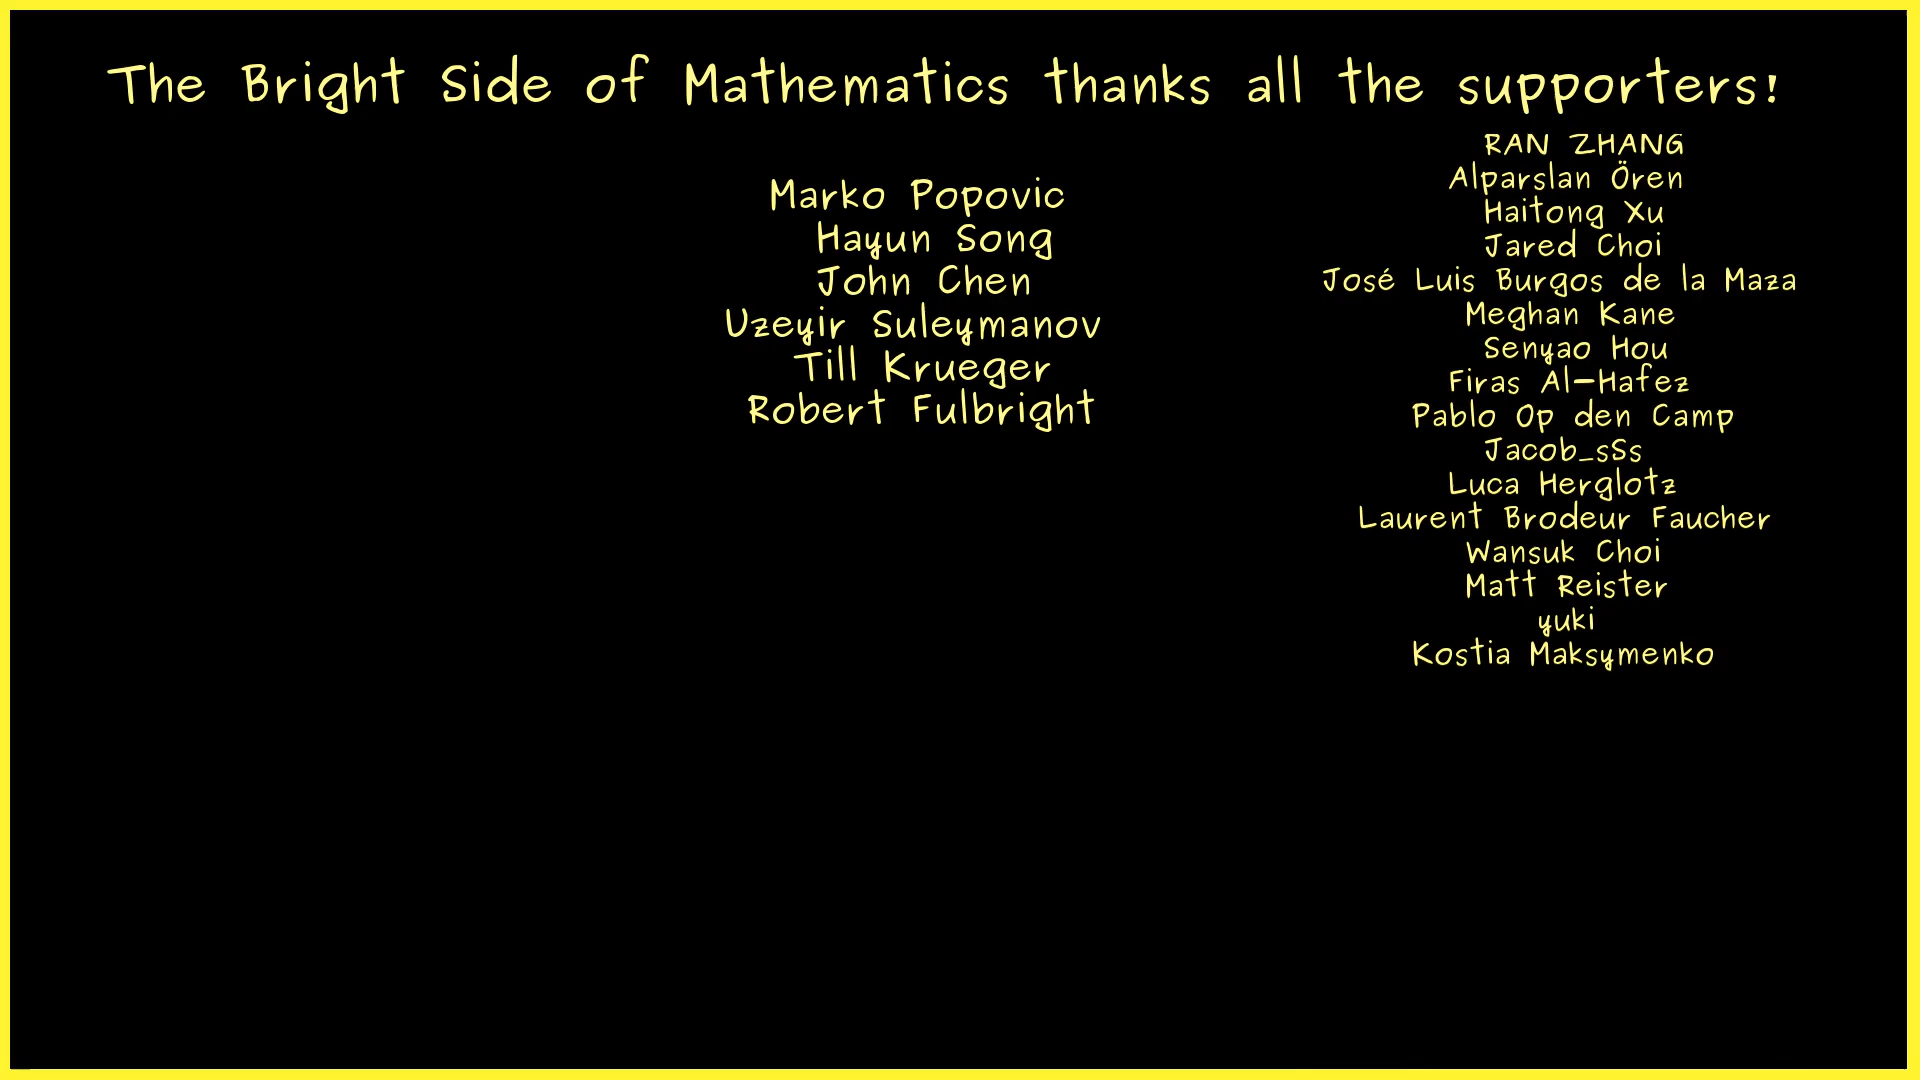 The Bright Side of Mathematics thanks all the supporters!
Marko Popovic
Hayun Song
John Chen
Uzeyir Suleymanov
Till Krueger
Robert Fulbright
RAN ZHANG
Alparslan Ören
Haitong Xu
Jared Choi
José Luis Burgos de la Maza
Meghan Kane
Senyao Hou
Firas Al-Hafez
Pablo Op den Camp
Jacob_sSs
Luca Herglotz
Laurent Brodeur Faucher
Wansuk Choi
Matt Reister
yuki
Kostia Maksymenko